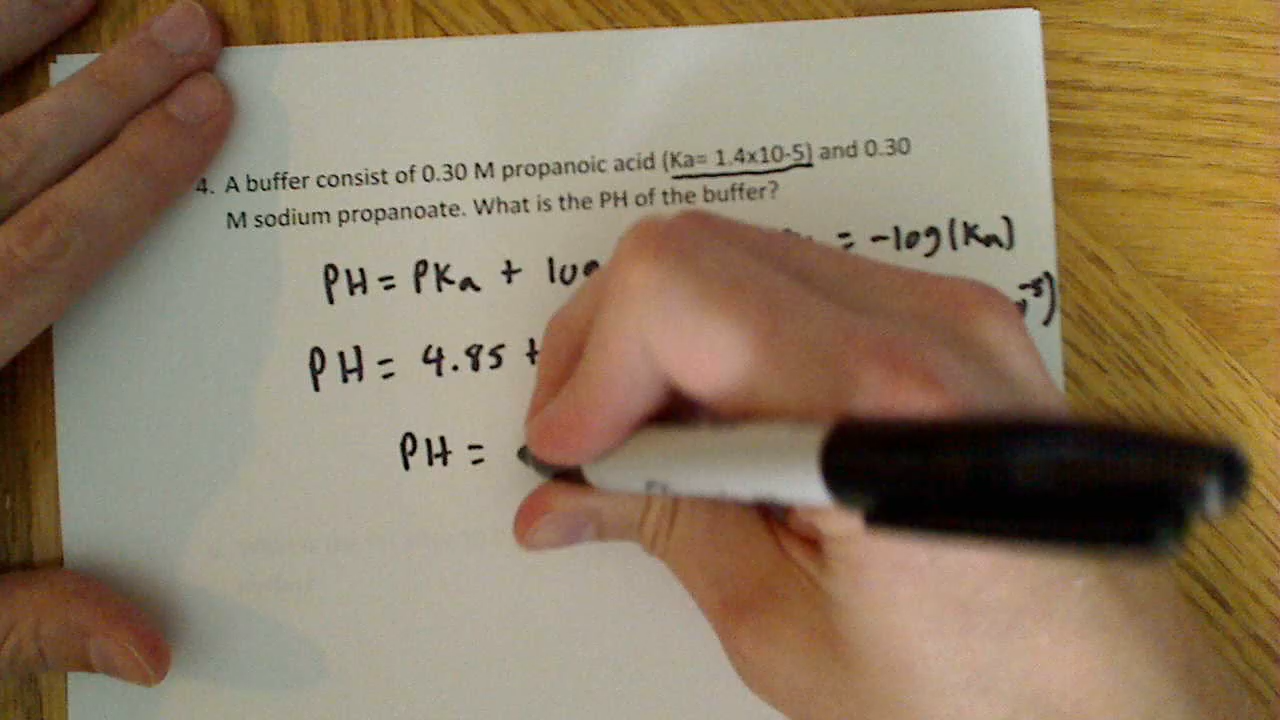 4. A buffer consist of 0.30 M propanoic acid (Ka= 1.4x10-5) and 0.30
M sodium propanoate. What is the PH of the buffer?
= -log(Ka)
PH = PKa + log
PH = 4.85 +
PH =